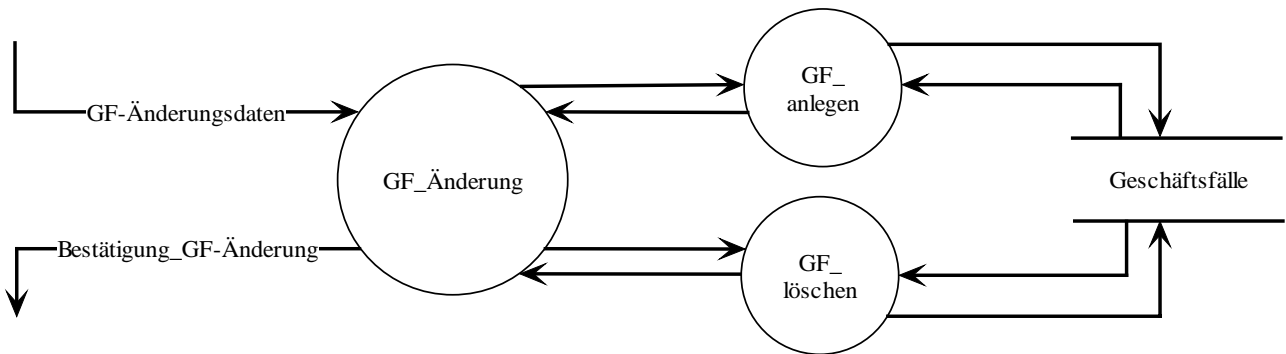 GF_
anlegen
GF-Änderungsdaten
GF_Änderung
Geschäftsfälle
Bestätigung_GF-Änderung
GF_
löschen